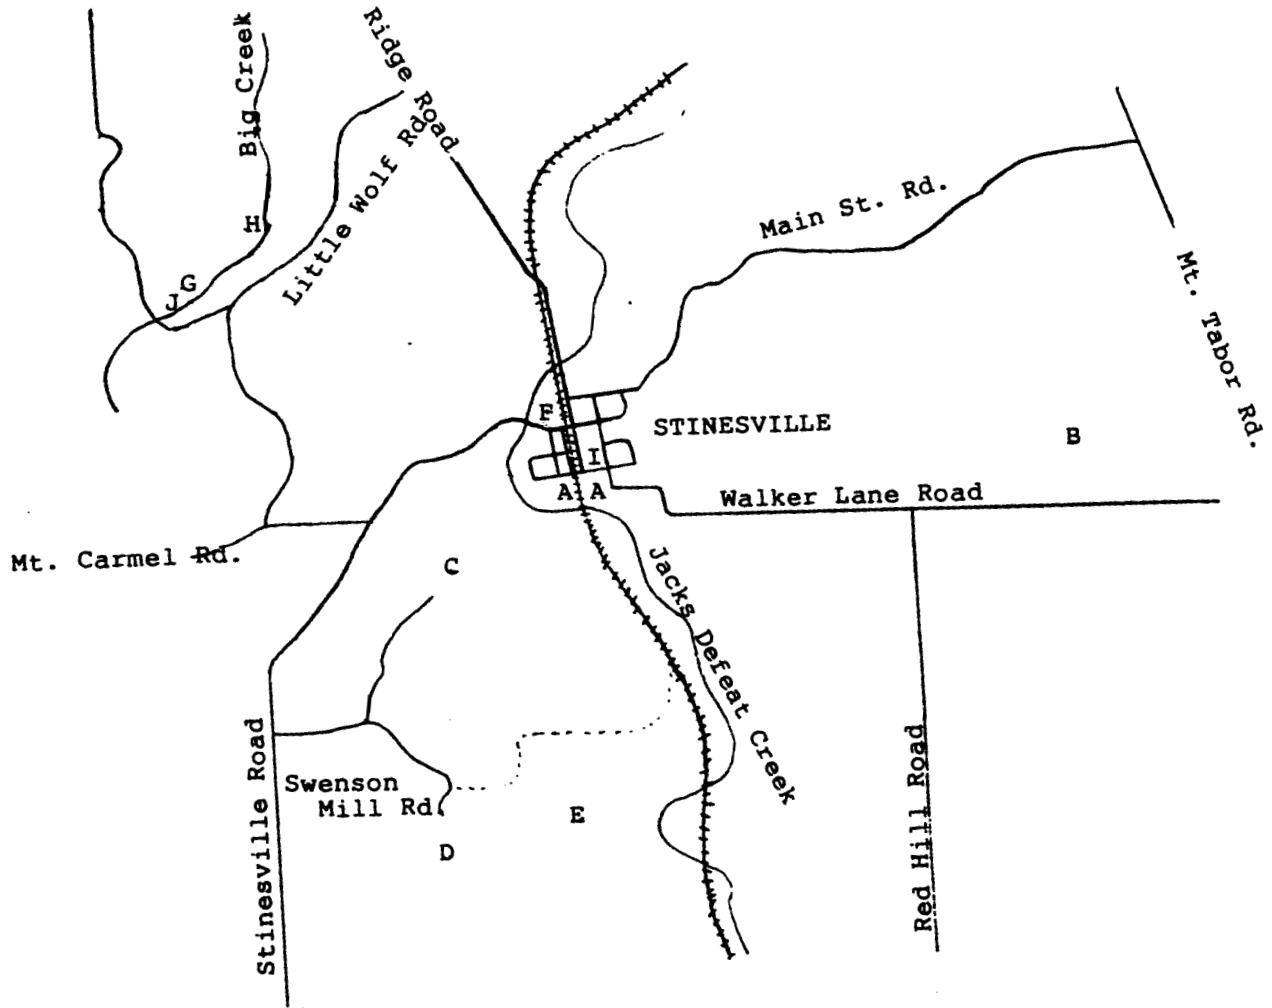 Big Creek
Ridge Road
Little Wolf Rd.
Main St. Rd.
Mt. Tabor Rd.
H
G
J
F
STINESVILLE
B
I
A A
Walker Lane Road
Mt. Carmel Rd.
C
Jacks Defeat Creek
Stinesville Road
Swenson
Mill Rd.
E
D
Red Hill Road